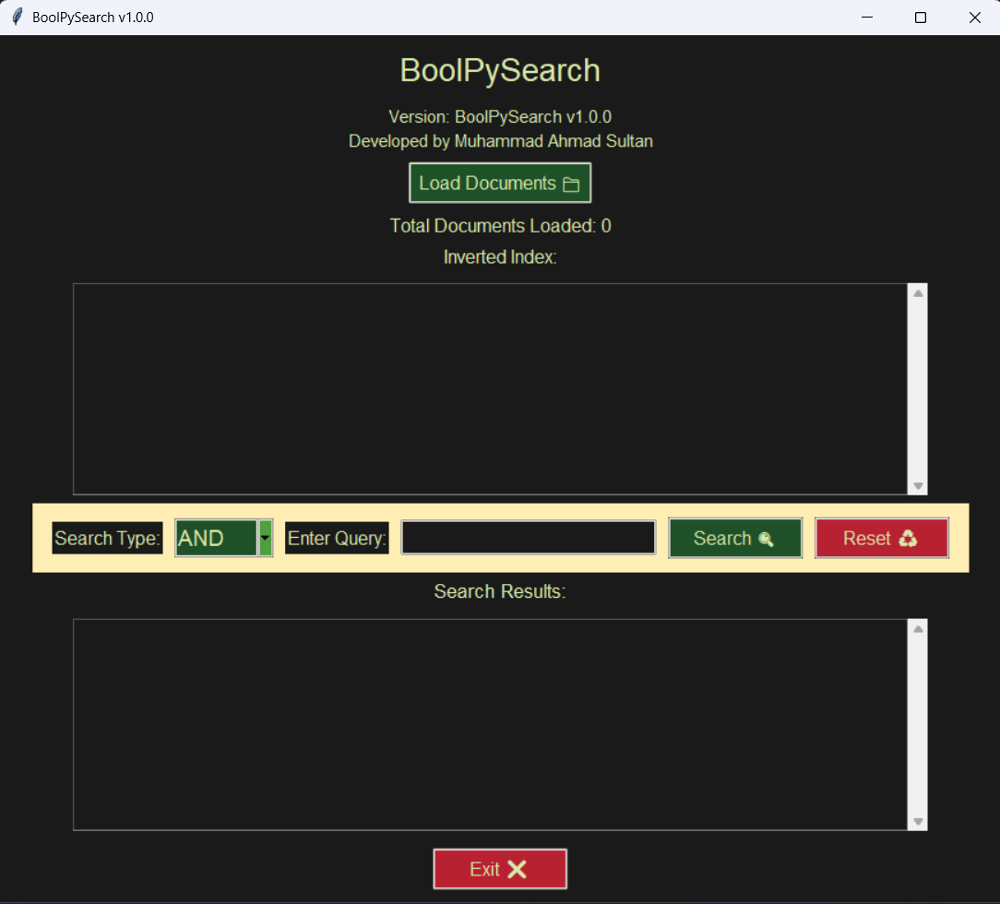 BoolPySearch v1.0.0
BoolPySearch
Version: BoolPySearch v1.0.0
Developed by Muhammad Ahmad Sultan
Load Documents
Total Documents Loaded: 0
Inverted Index:
Search Type: AND Enter Query: Search Reset
Search Results:
Exit